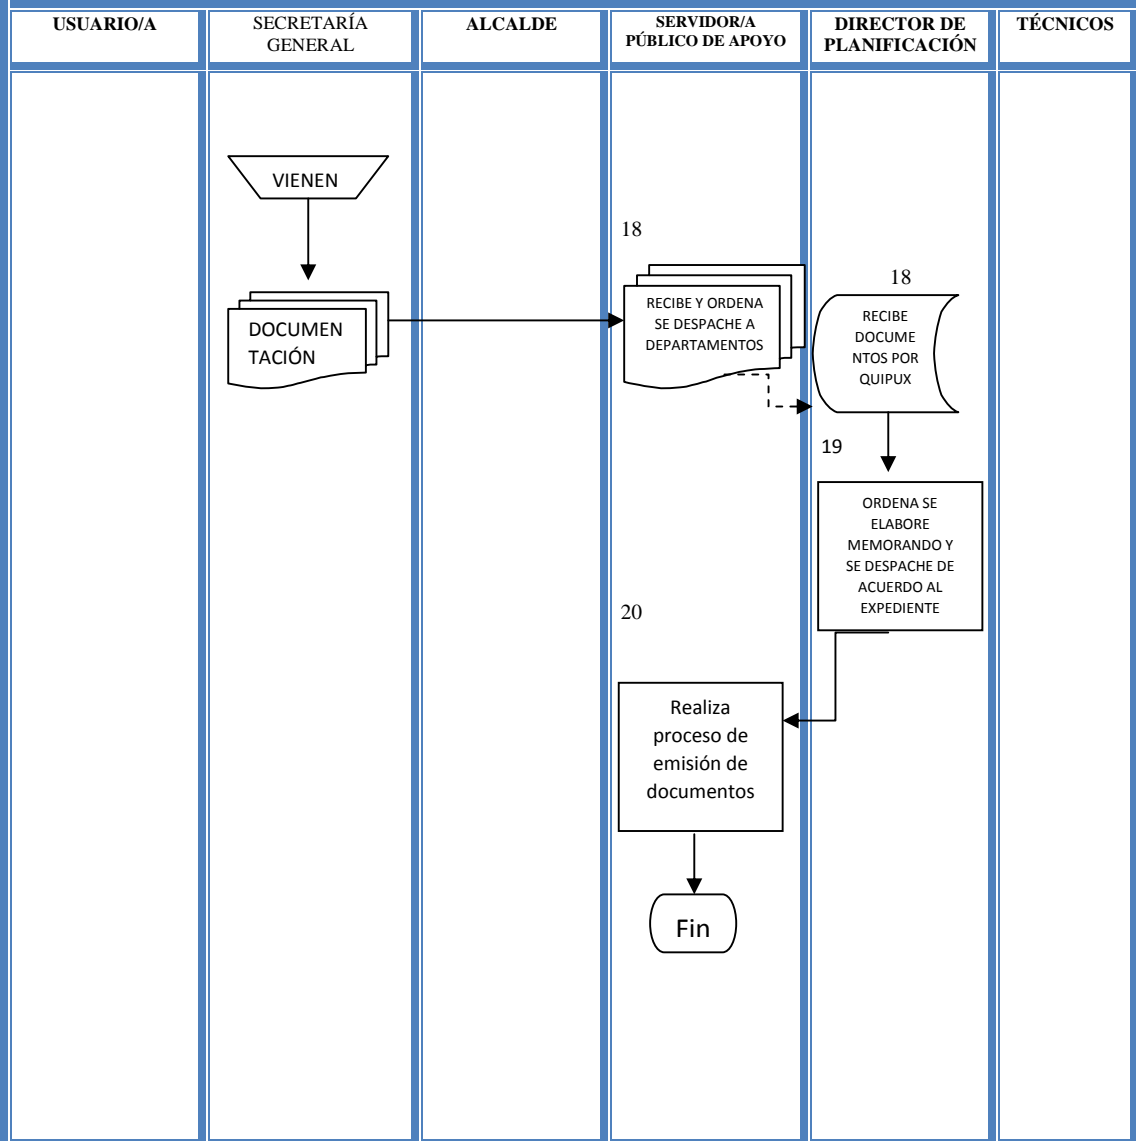 USUARIO/A
SECRETARÍA
GENERAL
ALCALDE
SERVIDOR/A
PÚBLICO DE APOYO
DIRECTOR DE
PLANIFICACIÓN
TÉCNICOS
VIENEN
DOCUMEN
TACIÓN
18
RECIBE Y ORDENA
SE DESPACHE A
DEPARTAMENTOS
18
RECIBE
DOCUME
NTOS POR
QUIPUX
19
ORDENA SE
ELABORE
MEMORANDO Y
SE DESPACHE DE
ACUERDO AL
EXPEDIENTE
20
Realiza
proceso de
emisión de
documentos
Fin